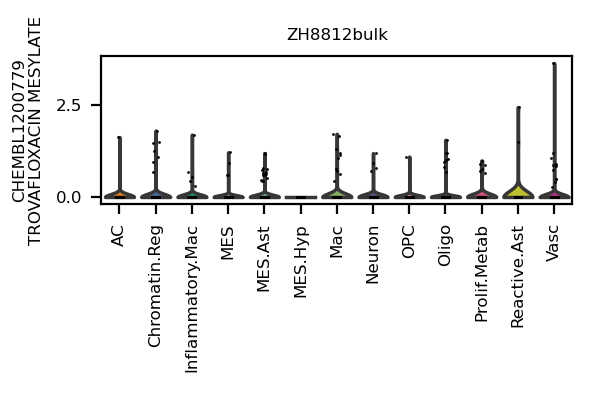 ZH8812bulk
CHEMBL1200779
TROVAFLOXACIN MESYLATE
2.5
0.0
AC
Chromatin.Reg
Inflammatory.Mac
MES
MES.Ast
MES.Hyp
Mac
Neuron
OPC
Oligo
Prolif.Metab
Reactive.Ast
Vasc